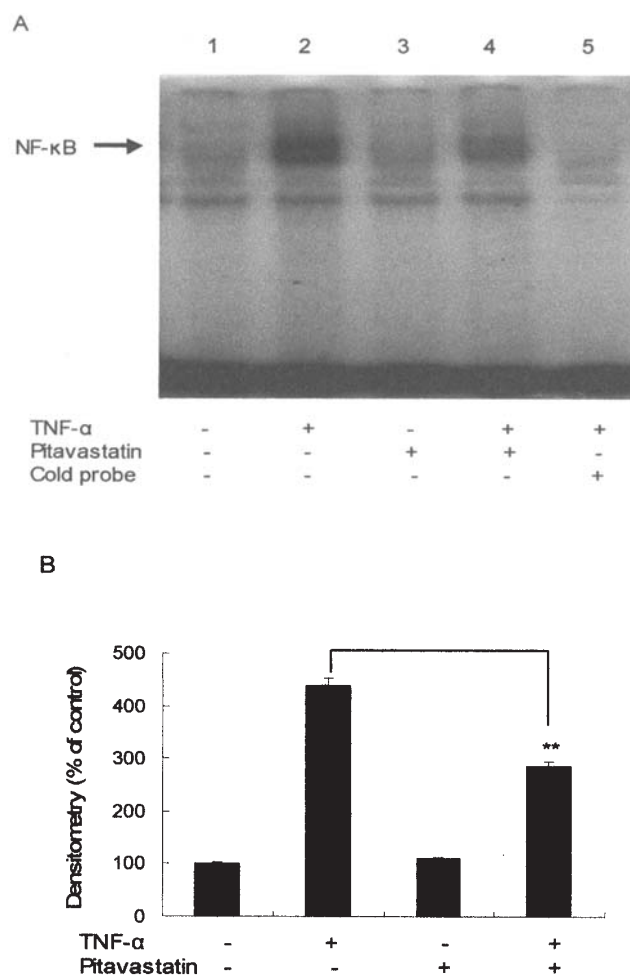 A
1 2 3 4 5
NF-κB
TNF-α - + - + +
Pitavastatin - - + + -
Cold probe - - - - +
B
Densitometry (% of control)
500
400
300
200
100
0
**
TNF-α - + - +
Pitavastatin - - + +